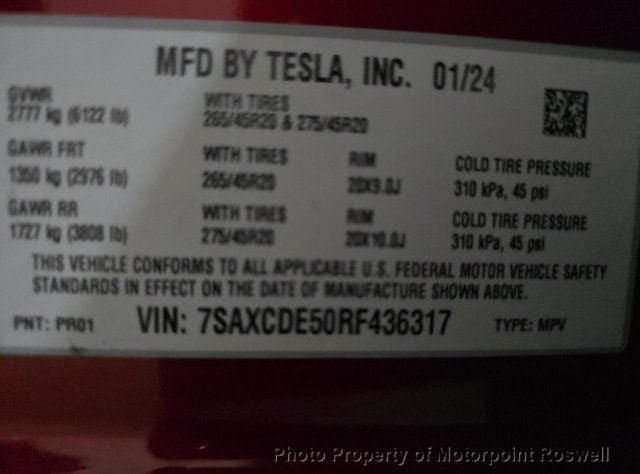 MFD BY TESLA, INC. 01/24
GVWR
2777 kg (6122 lb)
WITH TIRES
265/45R20 & 275/45R20
GAWR FRT
1350 kg (2976 lb)
WITH TIRES
265/45R20
RIM
20X9.0J
COLD TIRE PRESSURE
310 kPa, 45 psi
GAWR RR
1727 kg (3808 lb)
WITH TIRES
275/45R20
RIM
20X10.0J
COLD TIRE PRESSURE
310 kPa, 45 psi
THIS VEHICLE CONFORMS TO ALL APPLICABLE U.S. FEDERAL MOTOR VEHICLE SAFETY
STANDARDS IN EFFECT ON THE DATE OF MANUFACTURE SHOWN ABOVE.
PNT: PR01 VIN: 7SAXCDE50RF436317 TYPE: MPV
Photo Property of Motorpoint Roswell